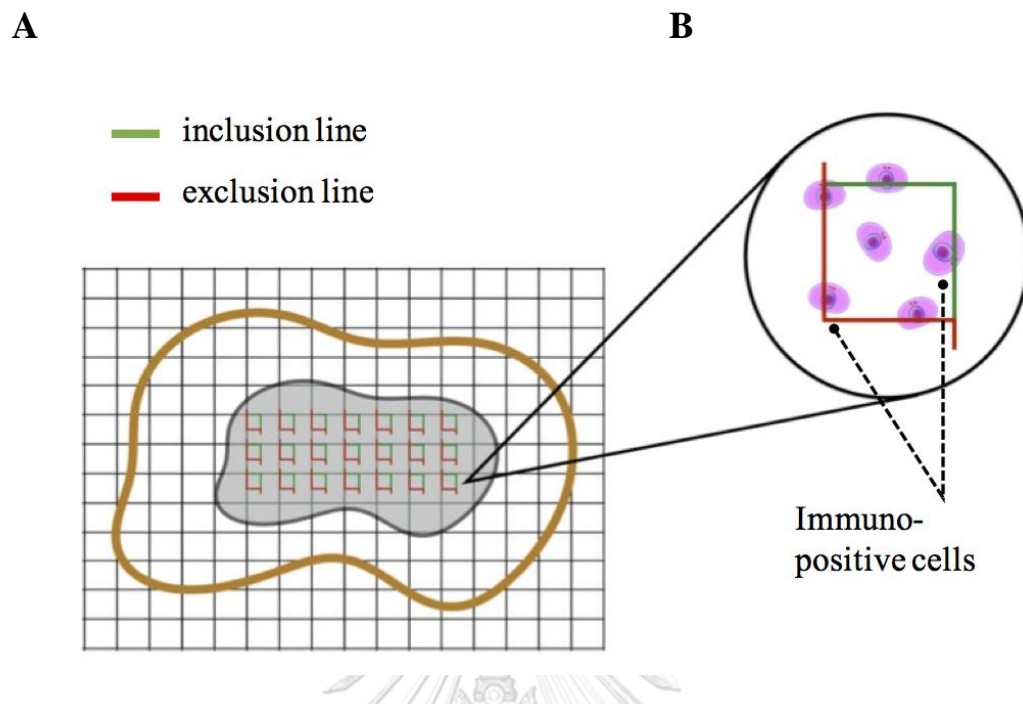 A
B
inclusion line
exclusion line
Immuno-
positive cells